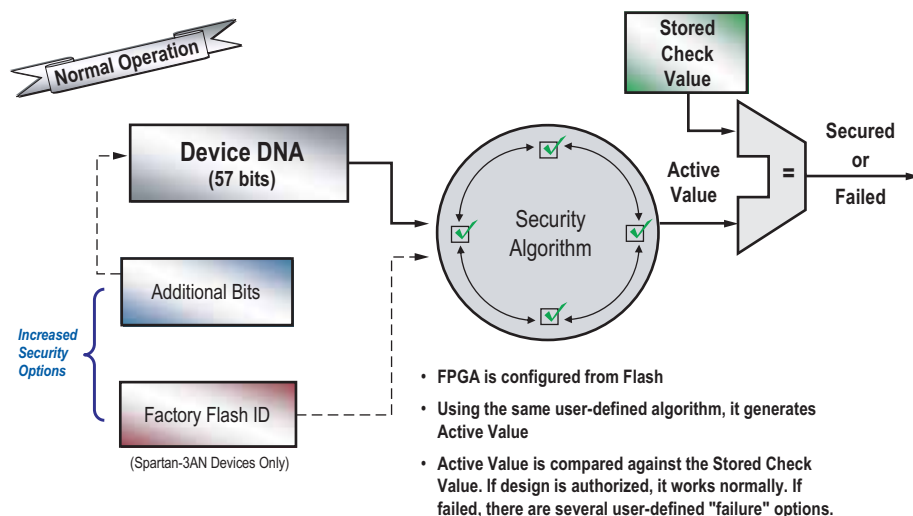 Normal Operation
Stored
Check
Value
Device DNA
(57 bits)
Active
Value
=
Secured
or
Failed
Security
Algorithm
Additional Bits
Increased
Security
Options
Factory Flash ID
(Spartan-3AN Devices Only)
• FPGA is configured from Flash
• Using the same user-defined algorithm, it generates
Active Value
• Active Value is compared against the Stored Check
Value. If design is authorized, it works normally. If
failed, there are several user-defined "failure" options.